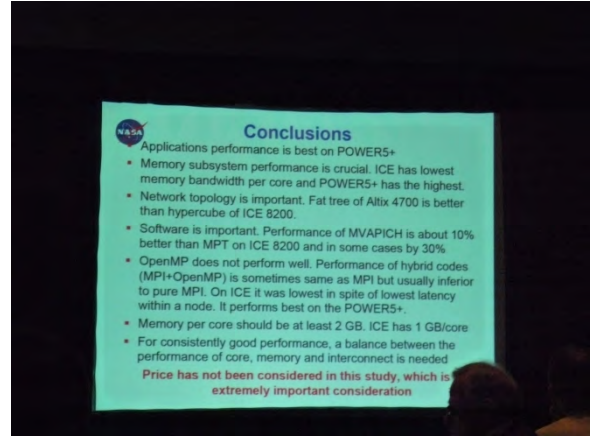 NASA
Conclusions
Applications performance is best on POWER5+
Memory subsystem performance is crucial. ICE has lowest
memory bandwidth per core and POWER5+ has the highest.
Network topology is important. Fat tree of Altix 4700 is better
than hypercube of ICE 8200.
Software is important. Performance of MVAPICH is about 10%
better than MPT on ICE 8200 and in some cases by 30%
OpenMP does not perform well. Performance of hybrid codes
(MPI+OpenMP) is sometimes same as MPI but usually inferior
to pure MPI. On ICE it was lowest in spite of lowest latency
within a node. It performs best on the POWER5+.
Memory per core should be at least 2 GB. ICE has 1 GB/core
For consistently good performance, a balance between the
performance of core, memory and interconnect is needed
Price has not been considered in this study, which is
extremely important consideration